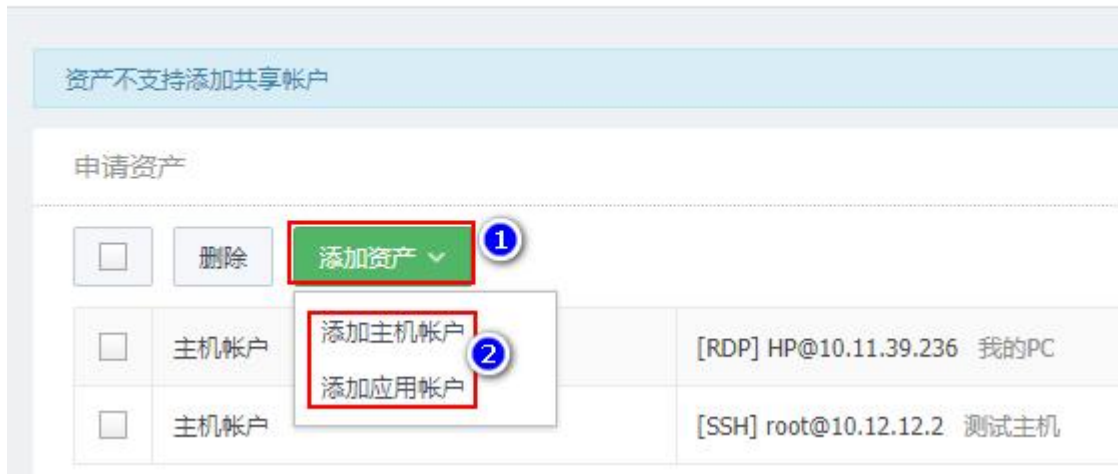 资产不支持添加共享帐户
申请资产
删除 添加资产 1
添加主机帐户
主机帐户 [RDP] HP@10.11.39.236 我的PC
2
添加应用帐户
主机帐户 [SSH] root@10.12.12.2 测试主机